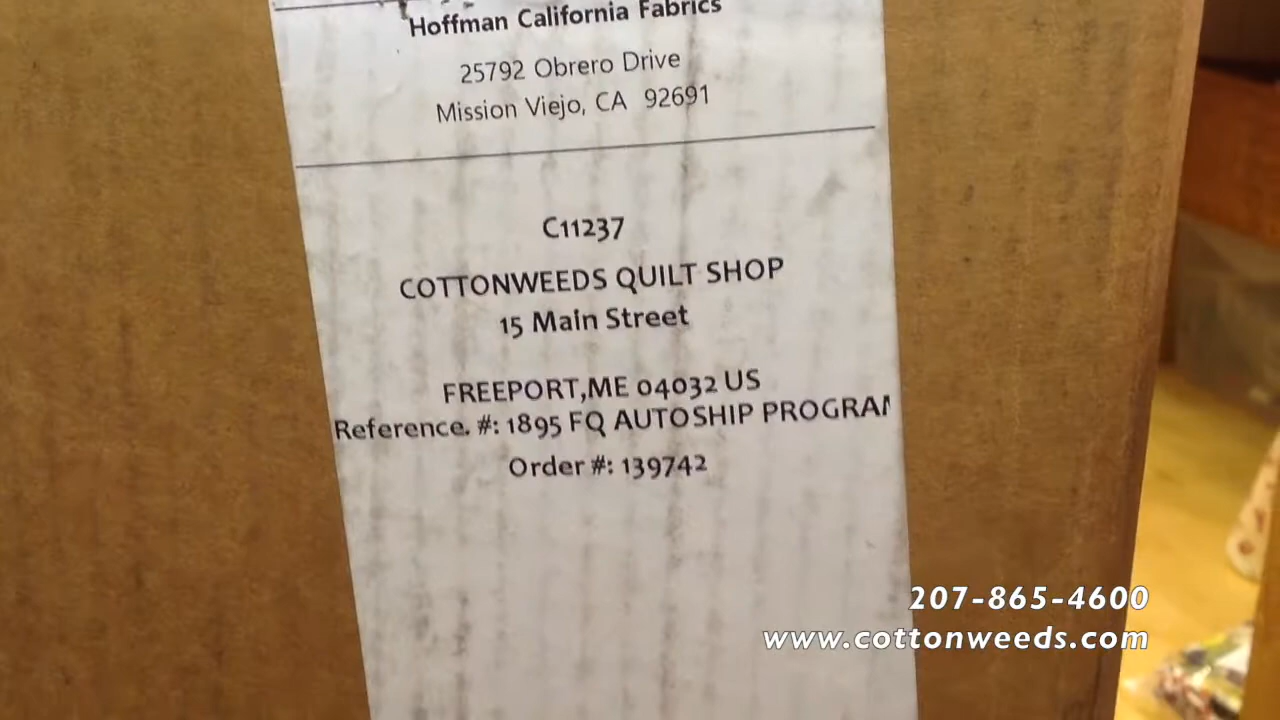 Hoffman California Fabrics
25792 Obrero Drive
Mission Viejo, CA 92691
C11237
COTTONWEEDS QUILT SHOP
15 Main Street
FREEPORT,ME 04032 US
Reference. #: 1895 FQ AUTOSHIP PROGRAM
Order #: 139742
207-865-4600
www.cottonweeds.com